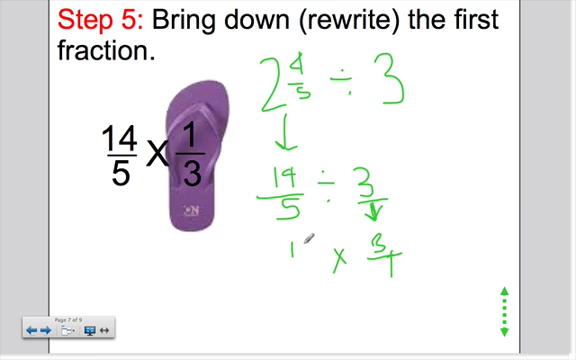 Step 5: Bring down (rewrite) the first
fraction.
2 4/5 ÷ 3
14/5 X 1/3
14/5 ÷ 3
1 x 3/1
Page 7 of 9